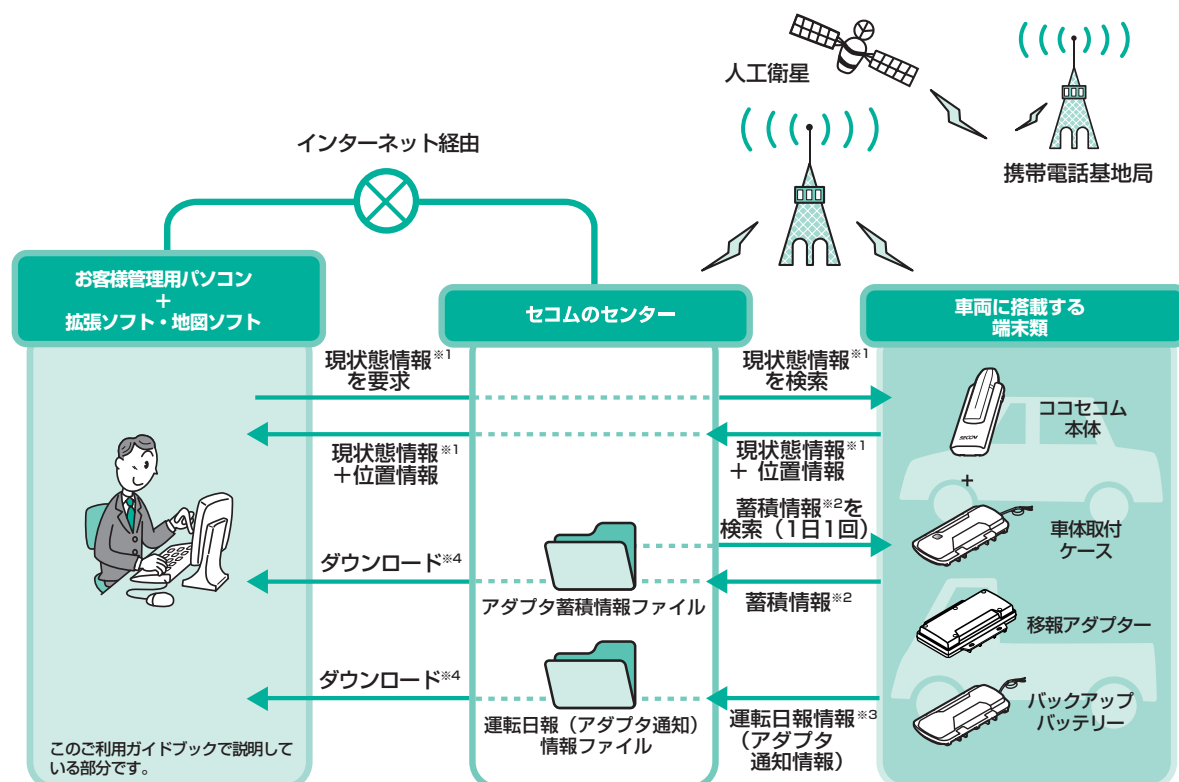 人工衛星
携帯電話基地局
インターネット経由
お客様管理用パソコン
+
拡張ソフト・地図ソフト
セコムのセンター
車両に搭載する
端末類
現状態情報※1
を要求
現状態情報※1
を検索
現状態情報※1
+位置情報
現状態情報※1
+ 位置情報
SECOM
ココセコム
本体
+
蓄積情報※2を
検索(1日1回)
車体取付
ケース
ダウンロード※4
アダプタ蓄積情報ファイル
蓄積情報※2
移報アダプター
ダウンロード※4
運転日報(アダプタ通知)
情報ファイル
運転日報情報※3
(アダプタ
通知情報)
バックアップ
バッテリー
このご利用ガイドブックで説明して
いる部分です。